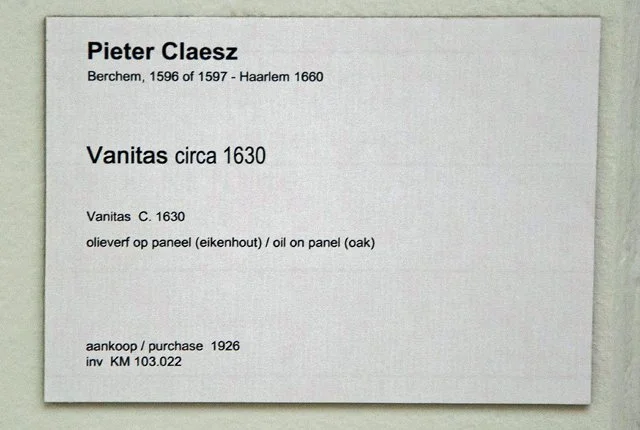 Pieter Claesz
Berchem, 1596 of 1597 - Haarlem 1660
Vanitas circa 1630
Vanitas C. 1630
olieverf op paneel (eikenhout) / oil on panel (oak)
aankoop / purchase 1926
inv KM 103.022